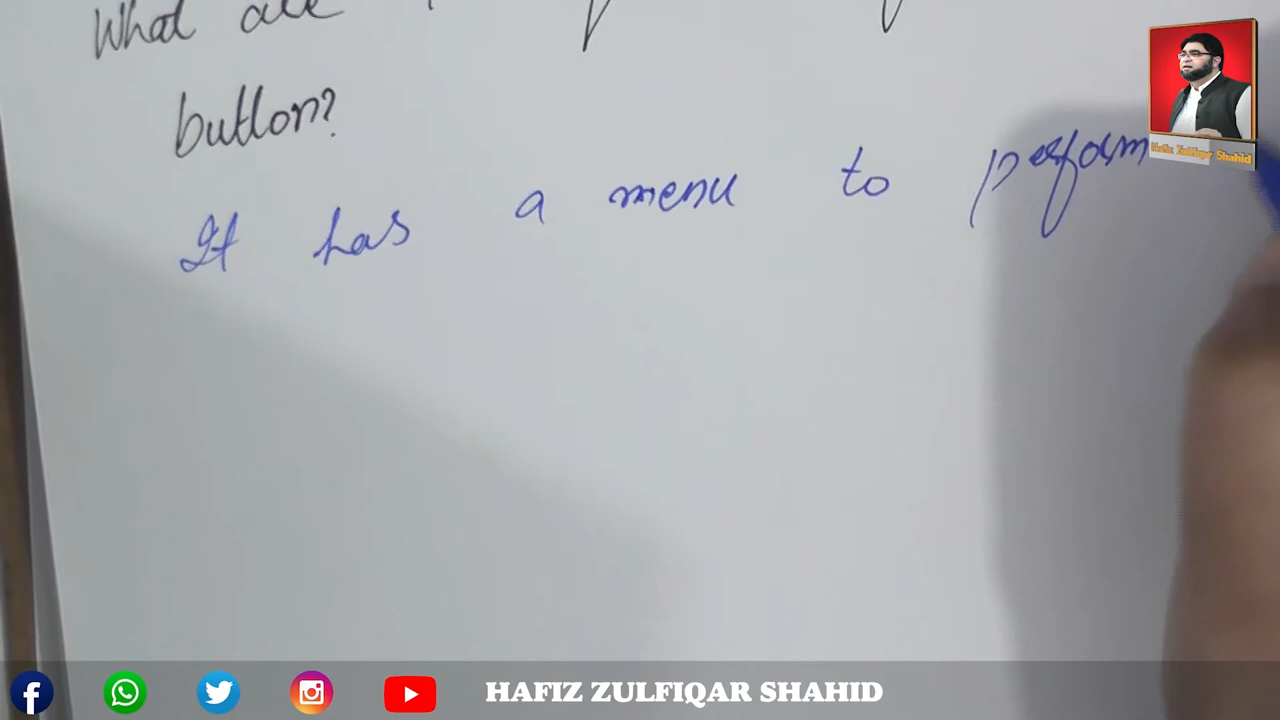 What are
button?
It has a menu to perform
Hafiz Zulfiqar Shahid
HAFIZ ZULFIQAR SHAHID